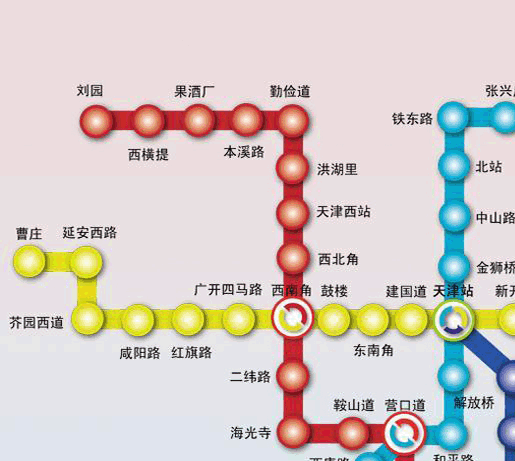 刘园
果酒厂
勤俭道
张兴
铁东路
西横提
本溪路
洪湖里
北站
天津西站
中山路
曹庄
延安西路
西北角
金狮桥
广开四马路
西南角
鼓楼
建国道
天津站
新开
芥园西道
咸阳路
红旗路
东南角
二纬路
鞍山道
营口道
解放桥
海光寺
和平路